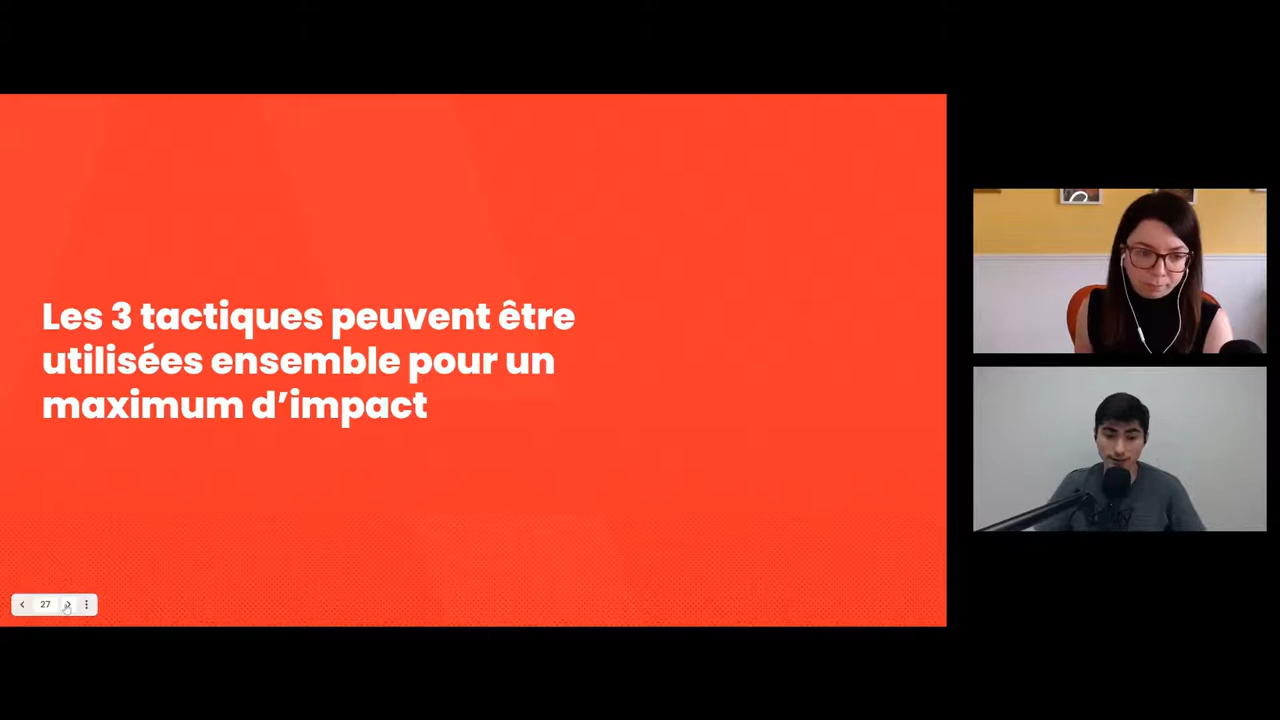 Les 3 tactiques peuvent être
utilisées ensemble pour un
maximum d’impact
27